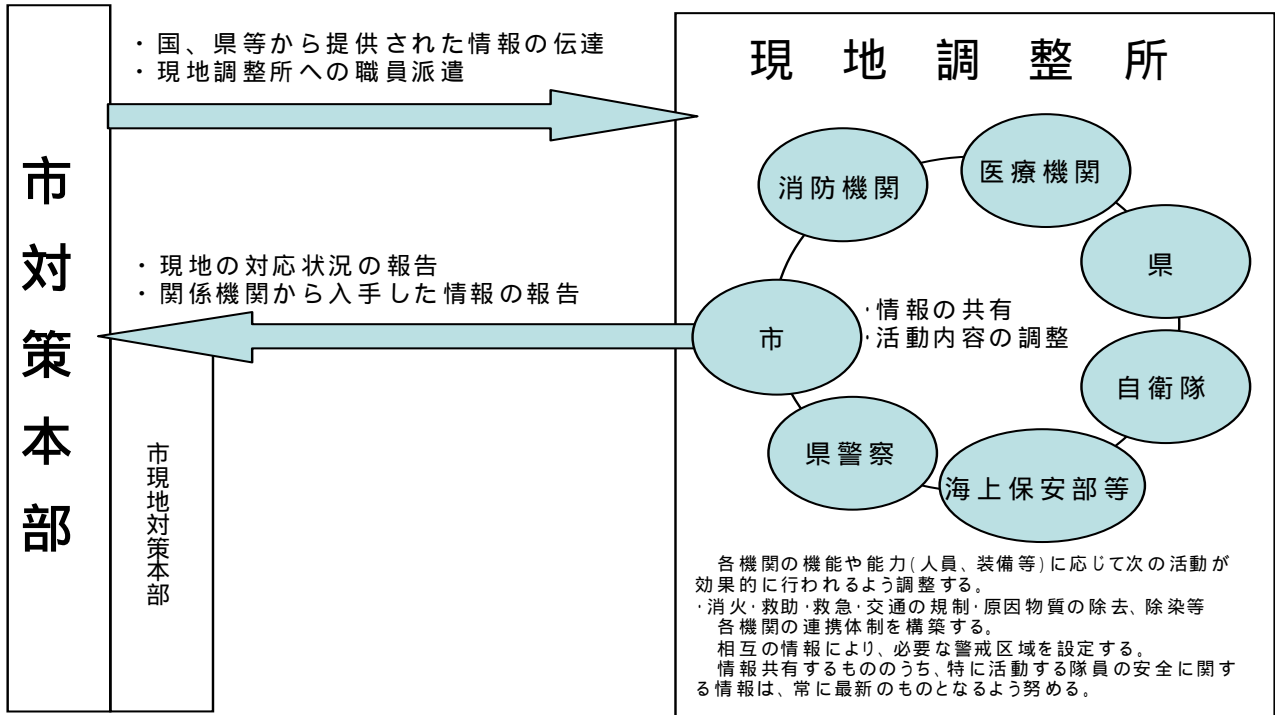 市対策本部
市現地対策本部
・国、県等から提供された情報の伝達
・現地調整所への職員派遣
・現地の対応状況の報告
・関係機関から入手した情報の報告
現地調整所
消防機関
医療機関
県
自衛隊
海上保安部等
県警察
市
・情報の共有
・活動内容の調整
各機関の機能や能力(人員、装備等)に応じて次の活動が
効果的に行われるよう調整する。
・消火・救助・救急・交通の規制・原因物質の除去、除染等
各機関の連携体制を構築する。
相互の情報により、必要な警戒区域を設定する。
情報共有するもののうち、特に活動する隊員の安全に関す
る情報は、常に最新のものとなるよう努める。